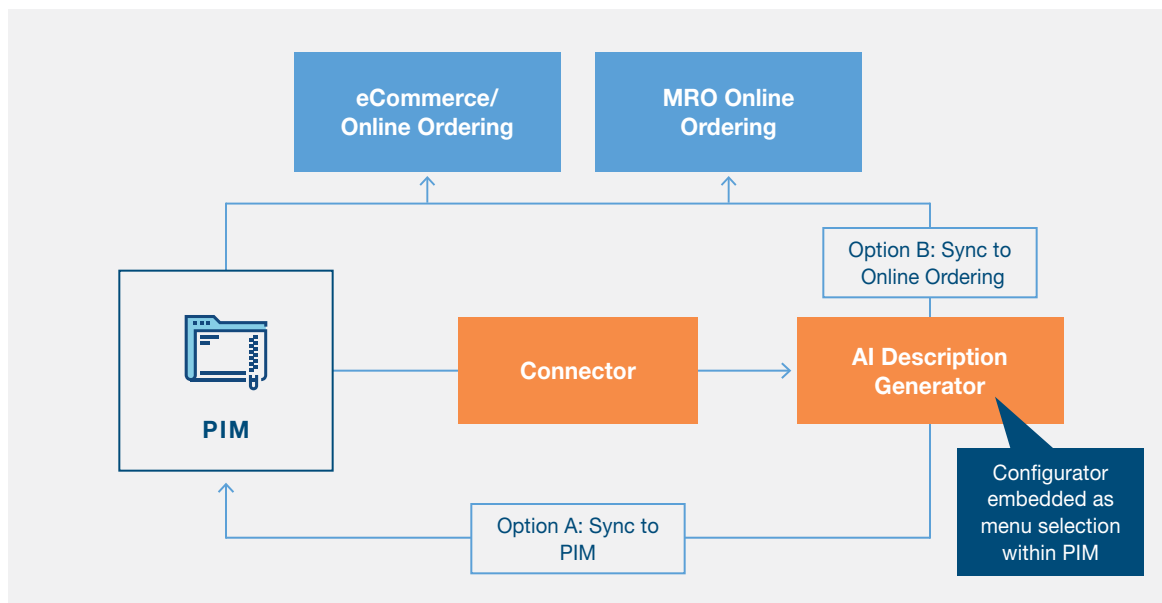 eCommerce/
Online Ordering
MRO Online
Ordering
Option B: Sync to
Online Ordering
PIM
Connector
AI Description
Generator
Configurator
embedded as
menu selection
within PIM
Option A: Sync to
PIM